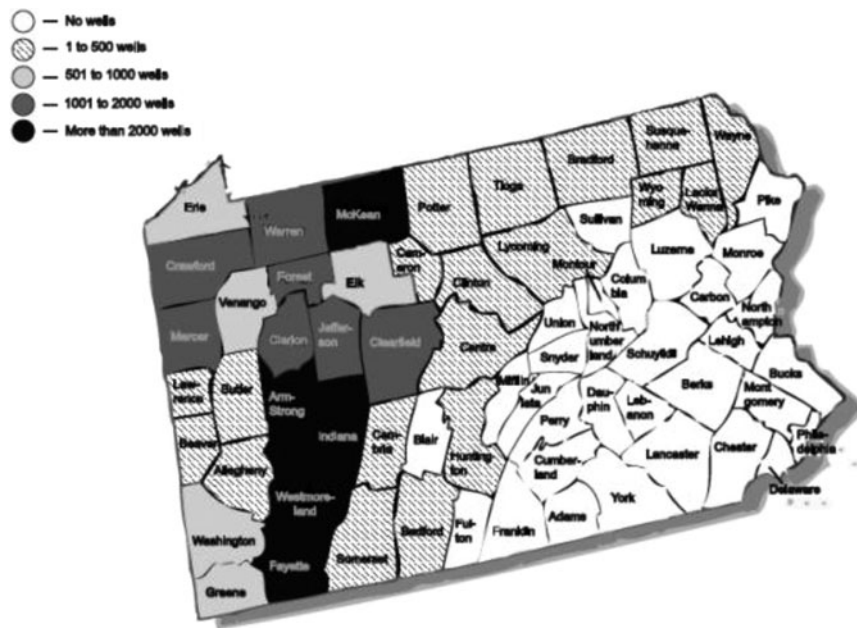 No wells
1 to 500 wells
501 to 1000 wells
1001 to 2000 wells
More than 2000 wells
Susque-
hanna
Wayne
Bradford
Tioga
Potter
McKean
Erie
Warren
Wyo-
ming
Lacka
Wanna
Pike
Sullivan
Crawford
Forest
Elk
Cam-
eron
Lycoming
Luzerne
Monroe
Clinton
Montour
Colum
bia
Venango
Carbon
North
ampton
Mercer
Clarion
Jeffer-
son
Clearfield
Centre
Union
North
umber
land
Lehigh
Snyder
Schuylkill
Bucks
Law-
rence
Butler
Arm-
Strong
Mifflin
Jun
iata
Dau-
phin
Berks
Mont
gomery
Leb-
anon
Perry
Beaver
Indiana
Cam-
bria
Blair
Hunting
ton
Phila-
delphia
Allegheny
Cumber-
land
Lancaster
Chester
Delaware
Westmore-
land
York
Washington
Bedford
Ful-
ton
Franklin
Adams
Somerset
Fayette
Greene